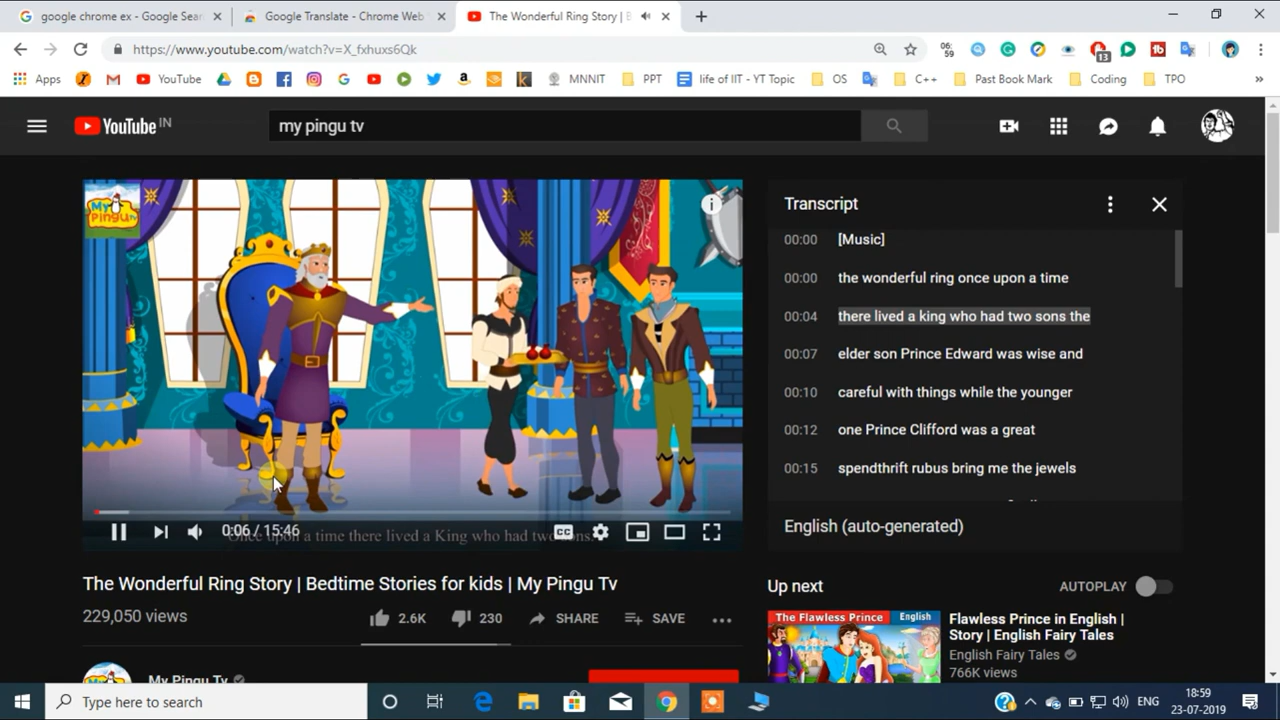 google chrome ex - Google Sear
Google Translate - Chrome Web
The Wonderful Ring Story | B
https://www.youtube.com/watch?v=X_fxhuxs6Qk
06:59
13
Apps
YouTube
MNNIT
PPT
life of IIT - YT Topic
OS
C++
Past Book Mark
Coding
TPO
»
YouTube IN
my pingu tv
My Pingu TV
Transcript
00:00 [Music]
00:00 the wonderful ring once upon a time
00:04 there lived a king who had two sons the
00:07 elder son Prince Edward was wise and
00:10 careful with things while the younger
00:12 one Prince Clifford was a great
00:15 spendthrift rubus bring me the jewels
English (auto-generated)
0:06 / 15:46
CC
Once upon a time there lived a King who had two sons.
The Wonderful Ring Story | Bedtime Stories for kids | My Pingu Tv
229,050 views
2.6K
230
SHARE
SAVE
Up next
AUTOPLAY
The Flawless Prince
English
Flawless Prince in English |
Story | English Fairy Tales
English Fairy Tales
766K views
My Pingu Tv
Type here to search
ENG
18:59
23-07-2019